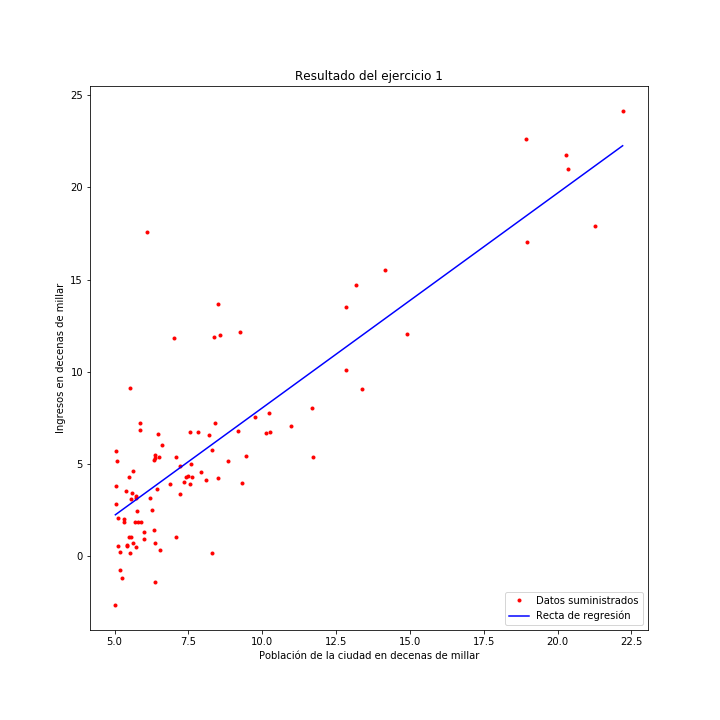 Resultado del ejercicio 1
25
20
15
10
5
0
Ingresos en decenas de millar
5.0 7.5 10.0 12.5 15.0 17.5 20.0 22.5
Población de la ciudad en decenas de millar
Datos suministrados
Recta de regresión